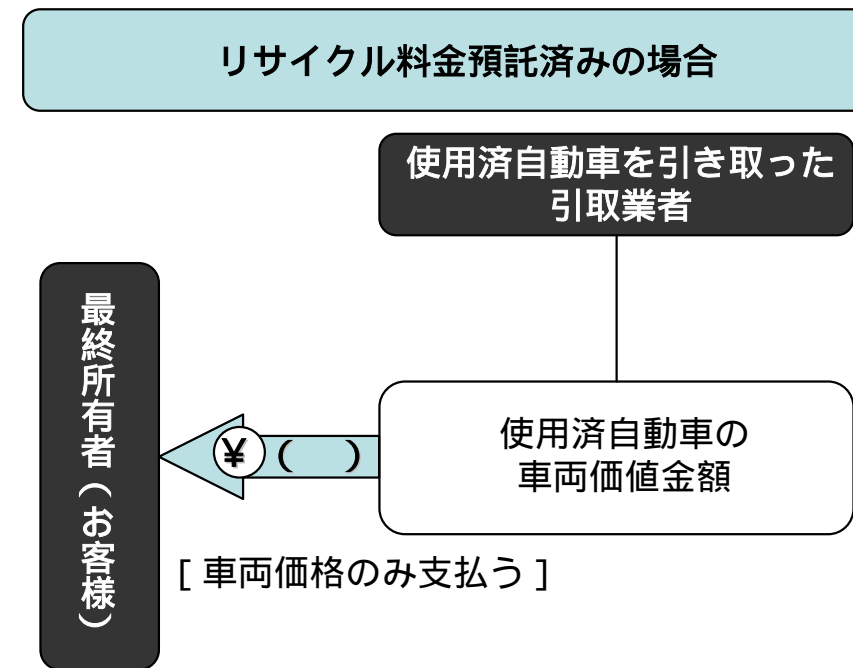 リサイクル料金預託済みの場合
使用済自動車を引き取った
引取業者
最終所有者(お客様)
¥(　)
使用済自動車の
車両価値金額
[ 車両価格のみ支払う ]